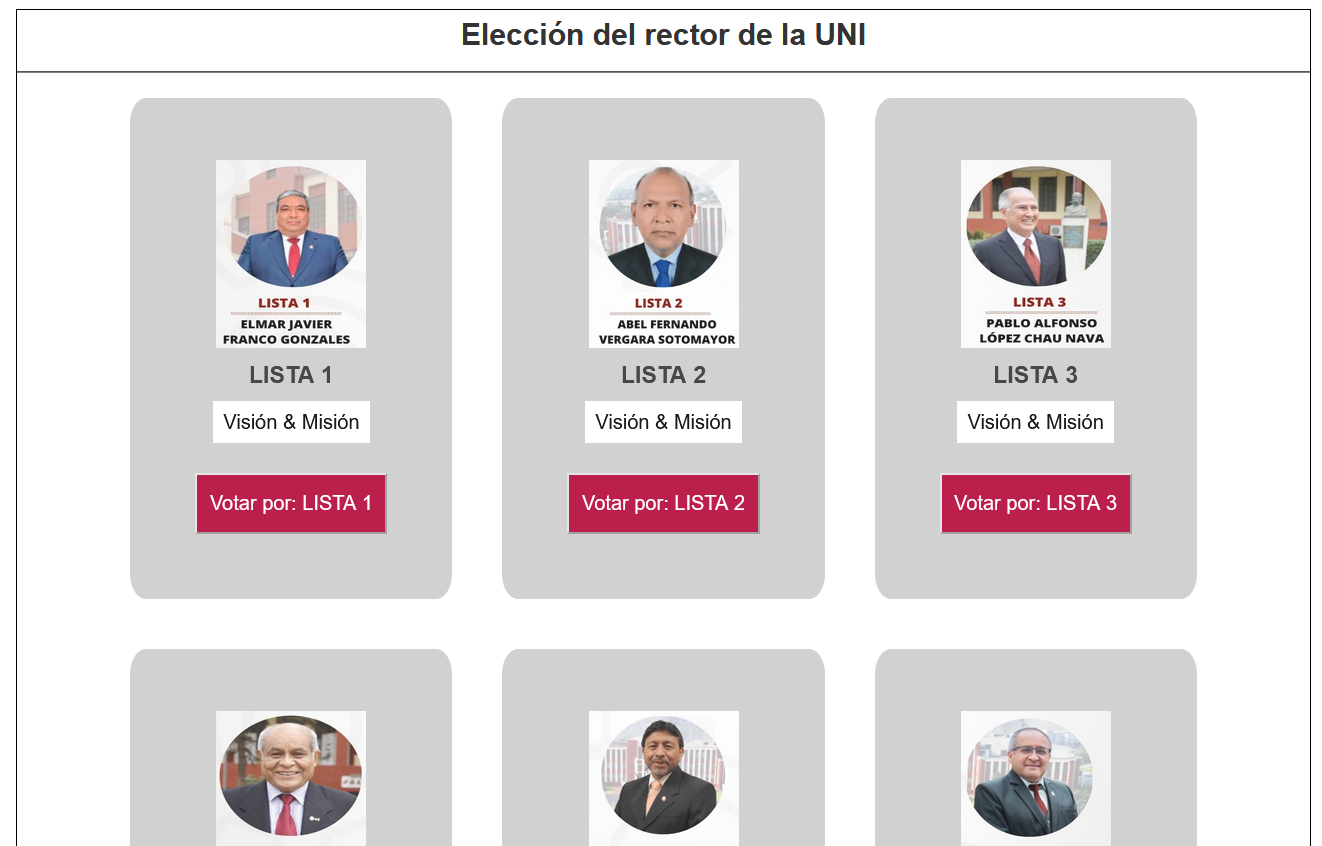 Elección del rector de la UNI
LISTA 1
ELMAR JAVIER
FRANCO GONZALES
LISTA 1
Visión & Misión
Votar por: LISTA 1
LISTA 2
ABEL FERNANDO
VERGARA SOTOMAYOR
LISTA 2
Visión & Misión
Votar por: LISTA 2
LISTA 3
PABLO ALFONSO
LÓPEZ CHAU NAVA
LISTA 3
Visión & Misión
Votar por: LISTA 3